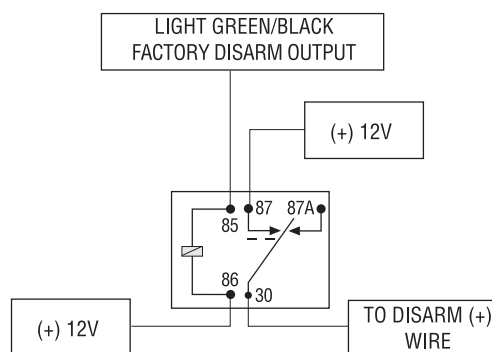 LIGHT GREEN/BLACK
FACTORY DISARM OUTPUT
(+) 12V
87 87A
85
86
30
(+) 12V
TO DISARM (+)
WIRE